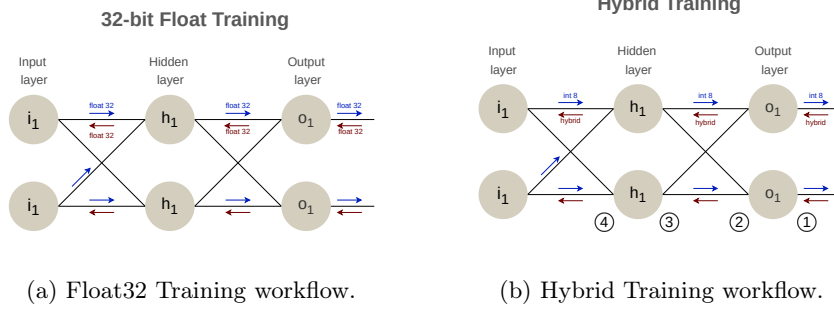 32-bit Float Training
Input layer
Hidden layer
Output layer
float 32
float 32
float 32
i1
h1
o1
float 32
float 32
float 32
i1
h1
o1
(a) Float32 Training workflow.
Hybrid Training
Input layer
Hidden layer
Output layer
int 8
int 8
int 8
i1
h1
o1
hybrid
hybrid
hybrid
i1
h1
o1
4
3
2
1
(b) Hybrid Training workflow.